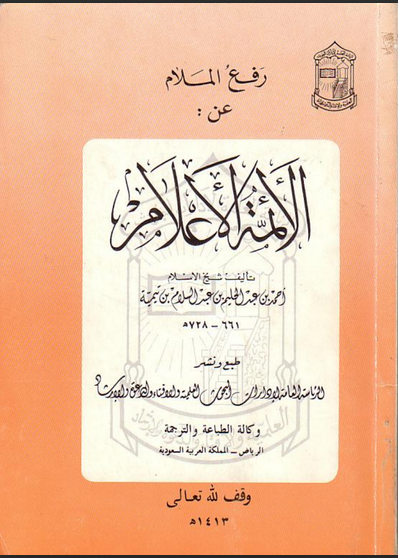 رفع الملام
عن :
الأئمة الأعلام
تأليف شيخ الإسلام
أحمد بن عبد الحليم بن عبد السلام بن تيمية
٦٦١ - ٧٢٨ھ
طبع ونشر
الرئاسة العامة لإدارات البحوث العلمية والإفتاء والدعوة والإرشاد
وكالة الطباعة والترجمة
الرياض - المملكة العربية السعودية
وقف لله تعالى
١٤١٣ھ